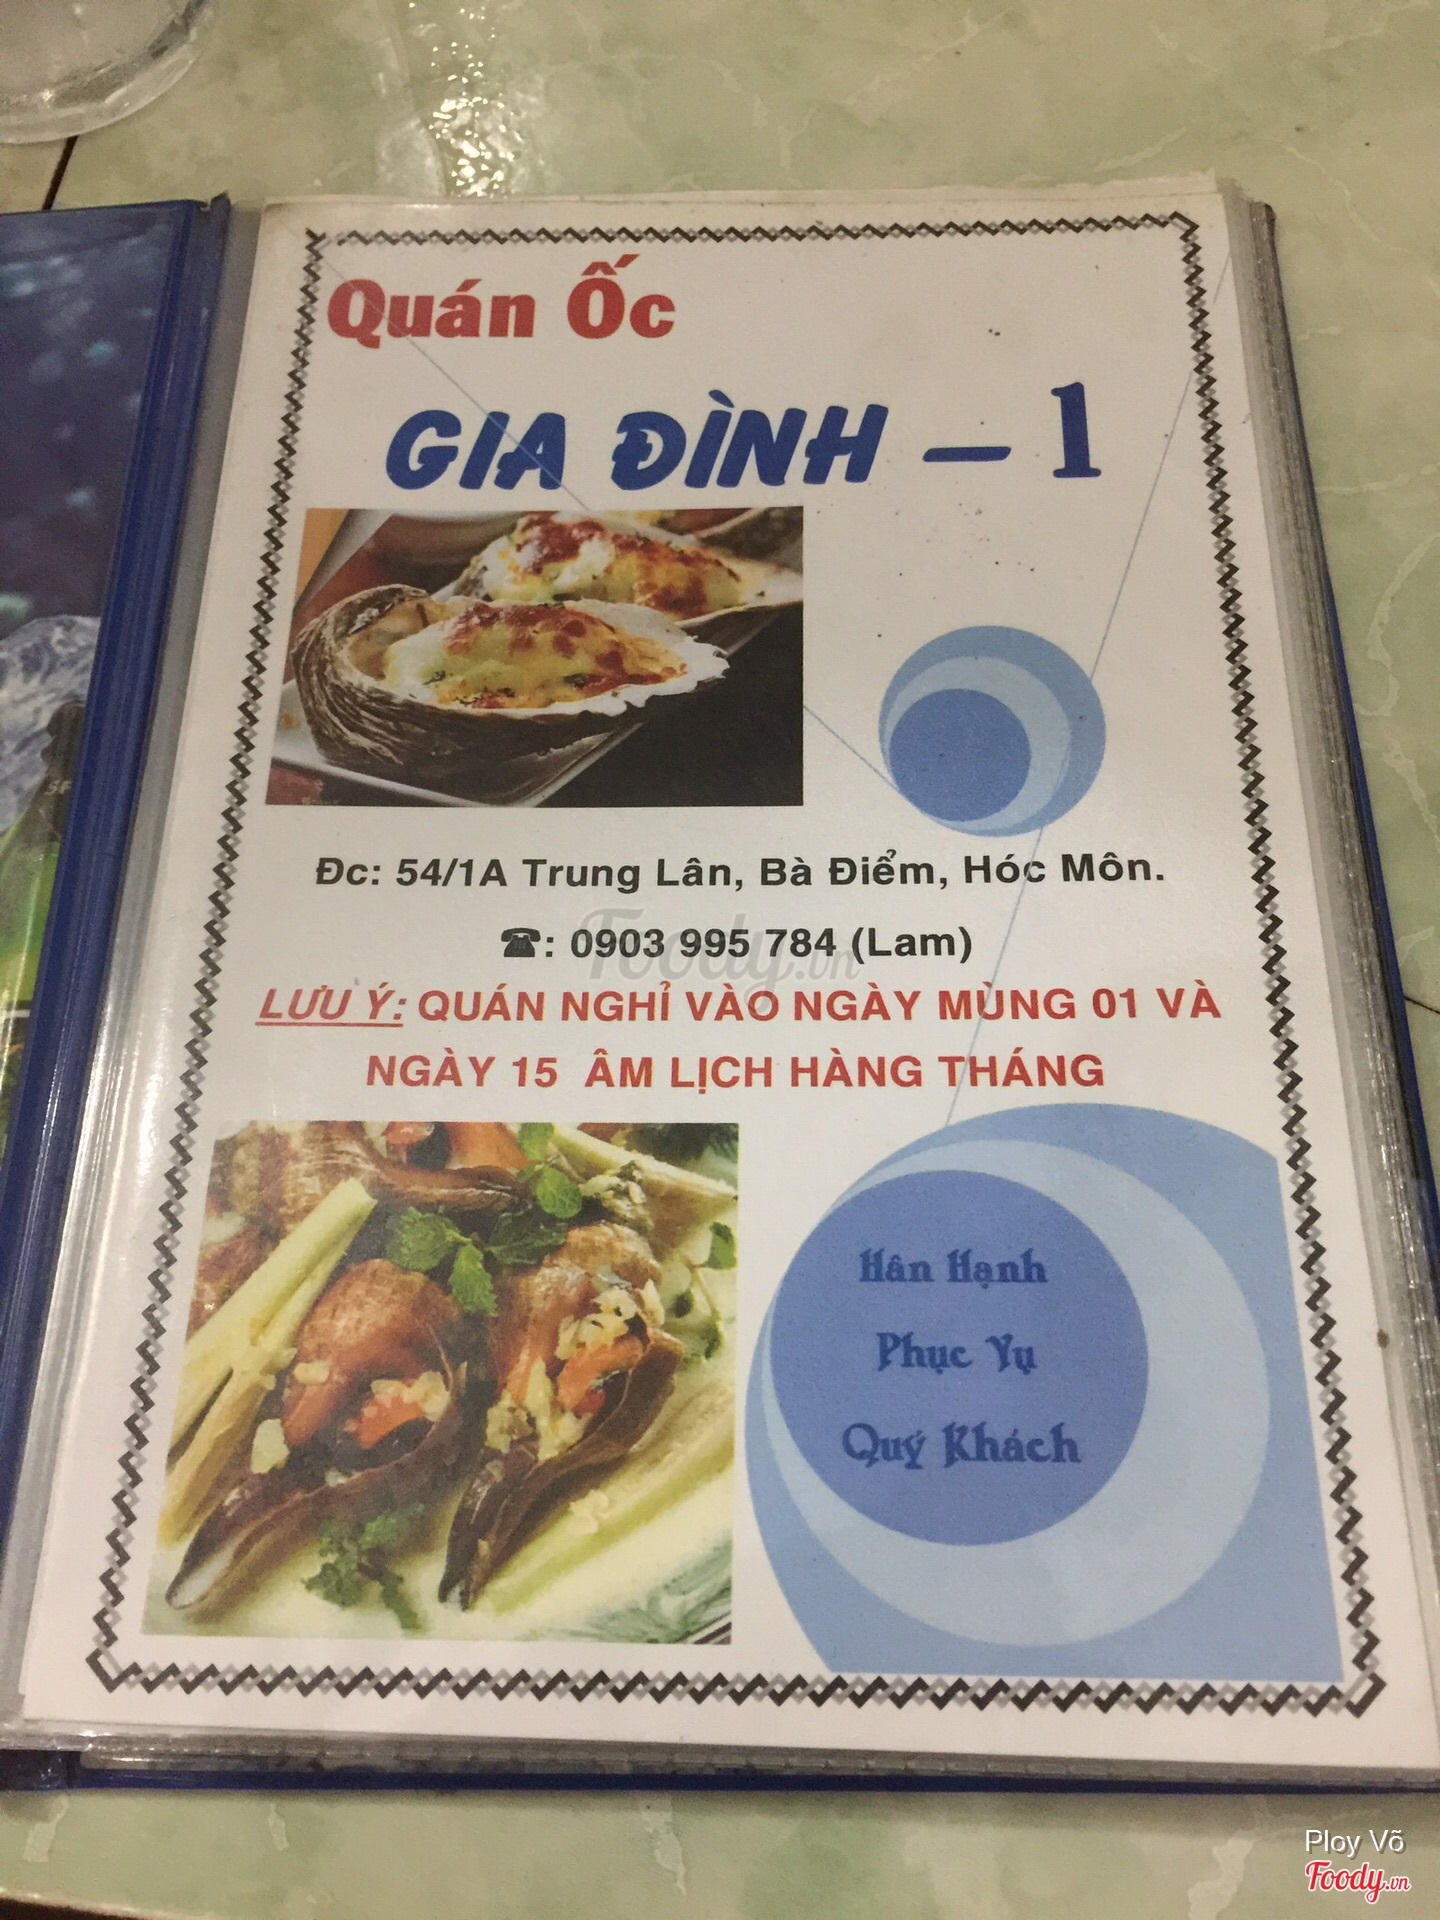 Quán Ốc
GIA ĐÌNH – 1
Đc: 54/1A Trung Lân, Bà Điểm, Hóc Môn.
☎: 0903 995 784 (Lam)
Foody.vn
LƯU Ý: QUÁN NGHỈ VÀO NGÀY MÙNG 01 VÀ
NGÀY 15 ÂM LỊCH HÀNG THÁNG
Hân Hạnh
Phục Vụ
Quý Khách
Ploy Võ
Foody.vn